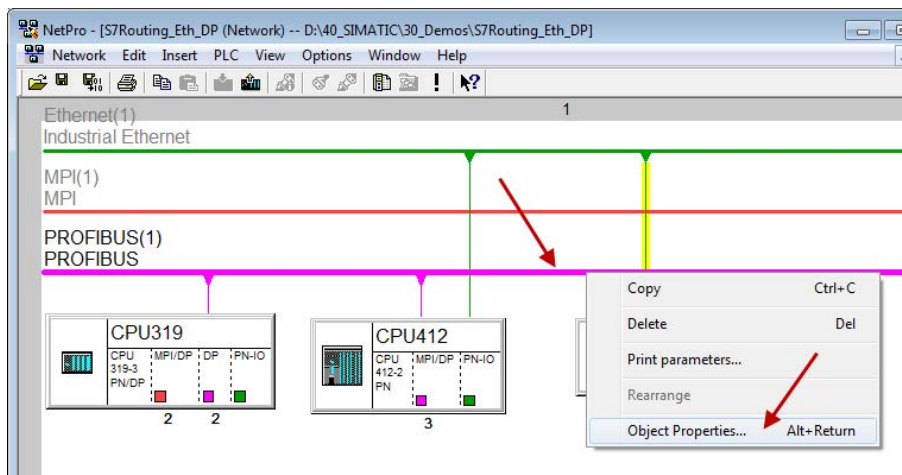 NetPro - [S7Routing_Eth_DP (Network) -- D:\40_SIMATIC\30_Demos\S7Routing_Eth_DP]
Network Edit Insert PLC View Options Window Help
1
Ethernet(1)
Industrial Ethernet
MPI(1)
MPI
PROFIBUS(1)
PROFIBUS
CPU319
CPU 319-3 PN/DP
MPI/DP
DP
PN-IO
2
2
CPU412
CPU 412-2 PN
MPI/DP
PN-IO
3
Copy Ctrl+C
Delete Del
Print parameters...
Rearrange
Object Properties... Alt+Return